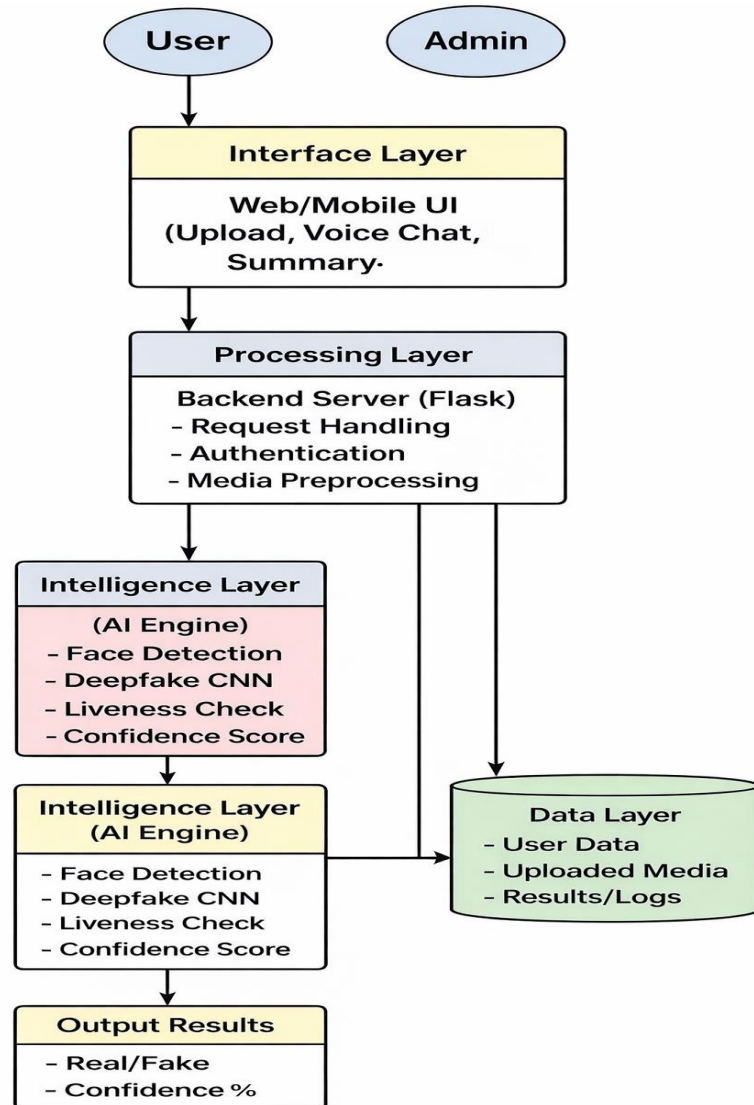 User
Admin
Interface Layer
Web/Mobile UI
(Upload, Voice Chat,
Summary.
Processing Layer
Backend Server (Flask)
- Request Handling
- Authentication
- Media Preprocessing
Intelligence Layer
(AI Engine)
- Face Detection
- Deepfake CNN
- Liveness Check
- Confidence Score
Intelligence Layer
(AI Engine)
- Face Detection
- Deepfake CNN
- Liveness Check
- Confidence Score
Data Layer
- User Data
- Uploaded Media
- Results/Logs
Output Results
- Real/Fake
- Confidence %